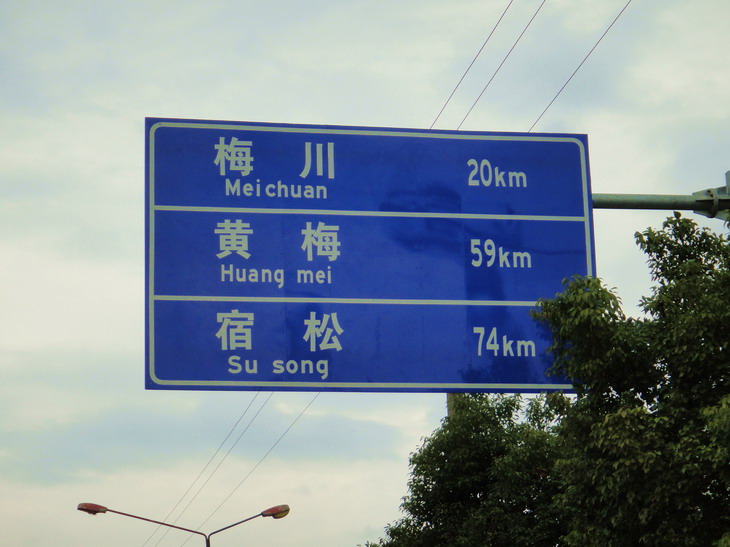 梅 川 20km
Meichuan
黄 梅 59km
Huang mei
宿 松 74km
Su song